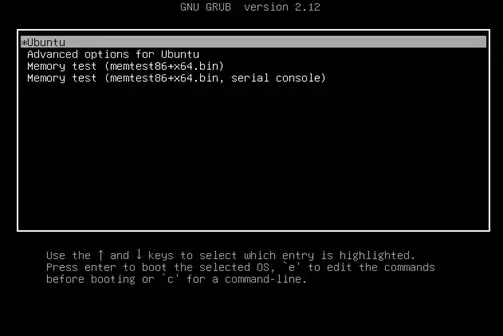 GNU GRUB  version 2.12
*Ubuntu
Advanced options for Ubuntu
Memory test (memtest86+x64.bin)
Memory test (memtest86+x64.bin, serial console)
Use the ↑ and ↓ keys to select which entry is highlighted.
Press enter to boot the selected OS, `e' to edit the commands
before booting or `c' for a command-line.